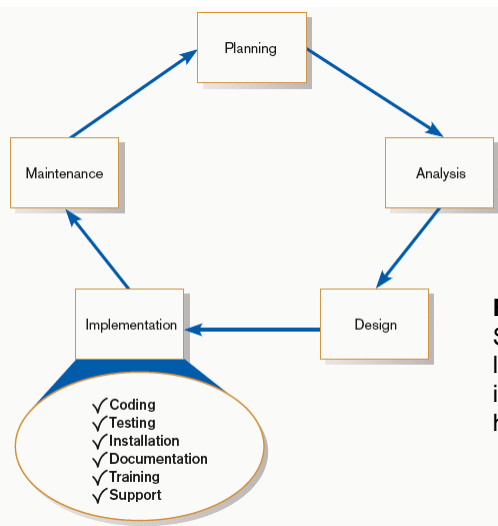 Planning
Maintenance
Analysis
Implementation
Design
✓Coding
✓Testing
✓Installation
✓Documentation
✓Training
✓Support